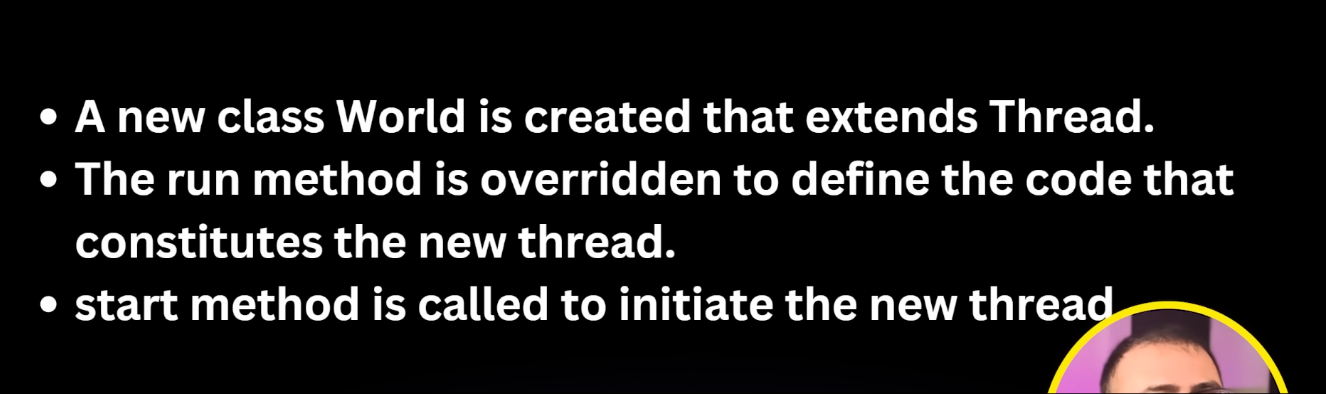 • A new class World is created that extends Thread.
• The run method is overridden to define the code that
constitutes the new thread.
• start method is called to initiate the new thread